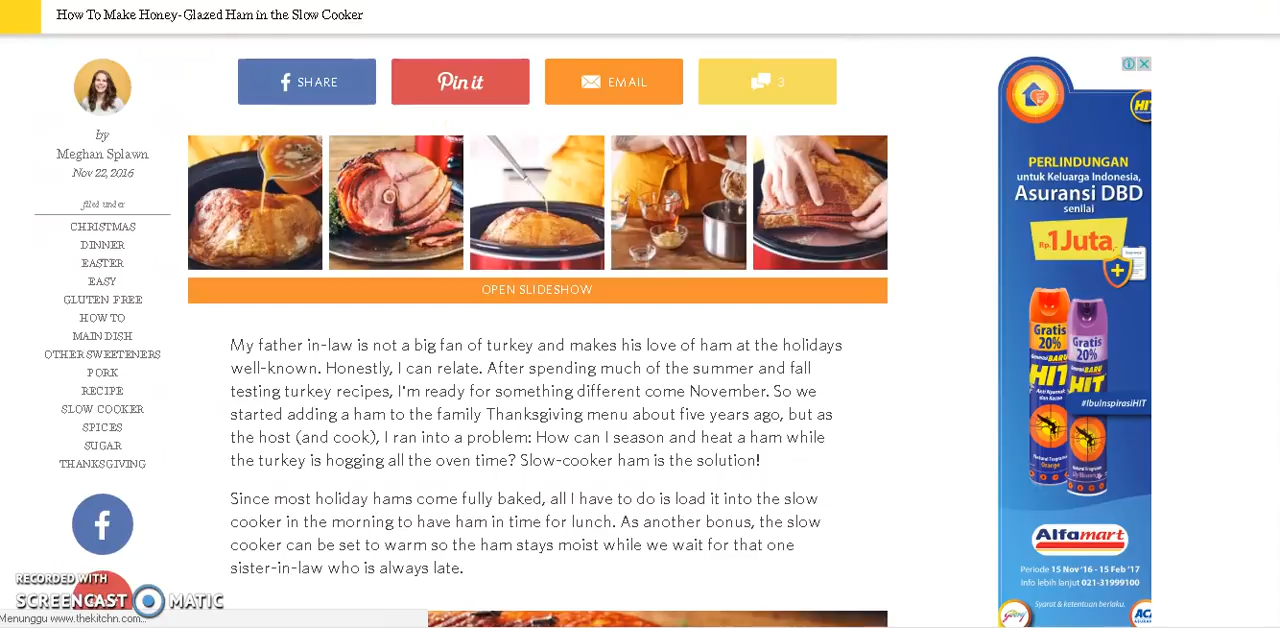 How To Make Honey-Glazed Ham in the Slow Cooker
SHARE
Pin it
EMAIL
3
by
Meghan Splawn
Nov 22, 2016
filed under
CHRISTMAS
DINNER
EASTER
EASY
GLUTEN FREE
HOW TO
MAIN DISH
OTHER SWEETENERS
PORK
RECIPE
SLOW COOKER
SPICES
SUGAR
THANKSGIVING
OPEN SLIDESHOW
My father in-law is not a big fan of turkey and makes his love of ham at the holidays
well-known. Honestly, I can relate. After spending much of the summer and fall
testing turkey recipes, I'm ready for something different come November. So we
started adding a ham to the family Thanksgiving menu about five years ago, but as
the host (and cook), I ran into a problem: How can I season and heat a ham while
the turkey is hogging all the oven time? Slow-cooker ham is the solution!
Since most holiday hams come fully baked, all I have to do is load it into the slow
cooker in the morning to have ham in time for lunch. As another bonus, the slow
cooker can be set to warm so the ham stays moist while we wait for that one
sister-in-law who is always late.
HIT
PERLINDUNGAN
untuk Keluarga Indonesia,
Asuransi DBD
senilai
Rp.1Juta,-
Gratis
20%
Gratis
20%
BARU
HIT
BARU
HIT
#IbuInspirasiHIT
Orange
Alfamart
Periode 15 Nov '16 - 15 Feb '17
Info lebih lanjut 021-31999100
Syarat & ketentuan berlaku.
Godrej
RECORDED WITH
SCREENCAST MATIC
Menunggu www.thekitchn.com...